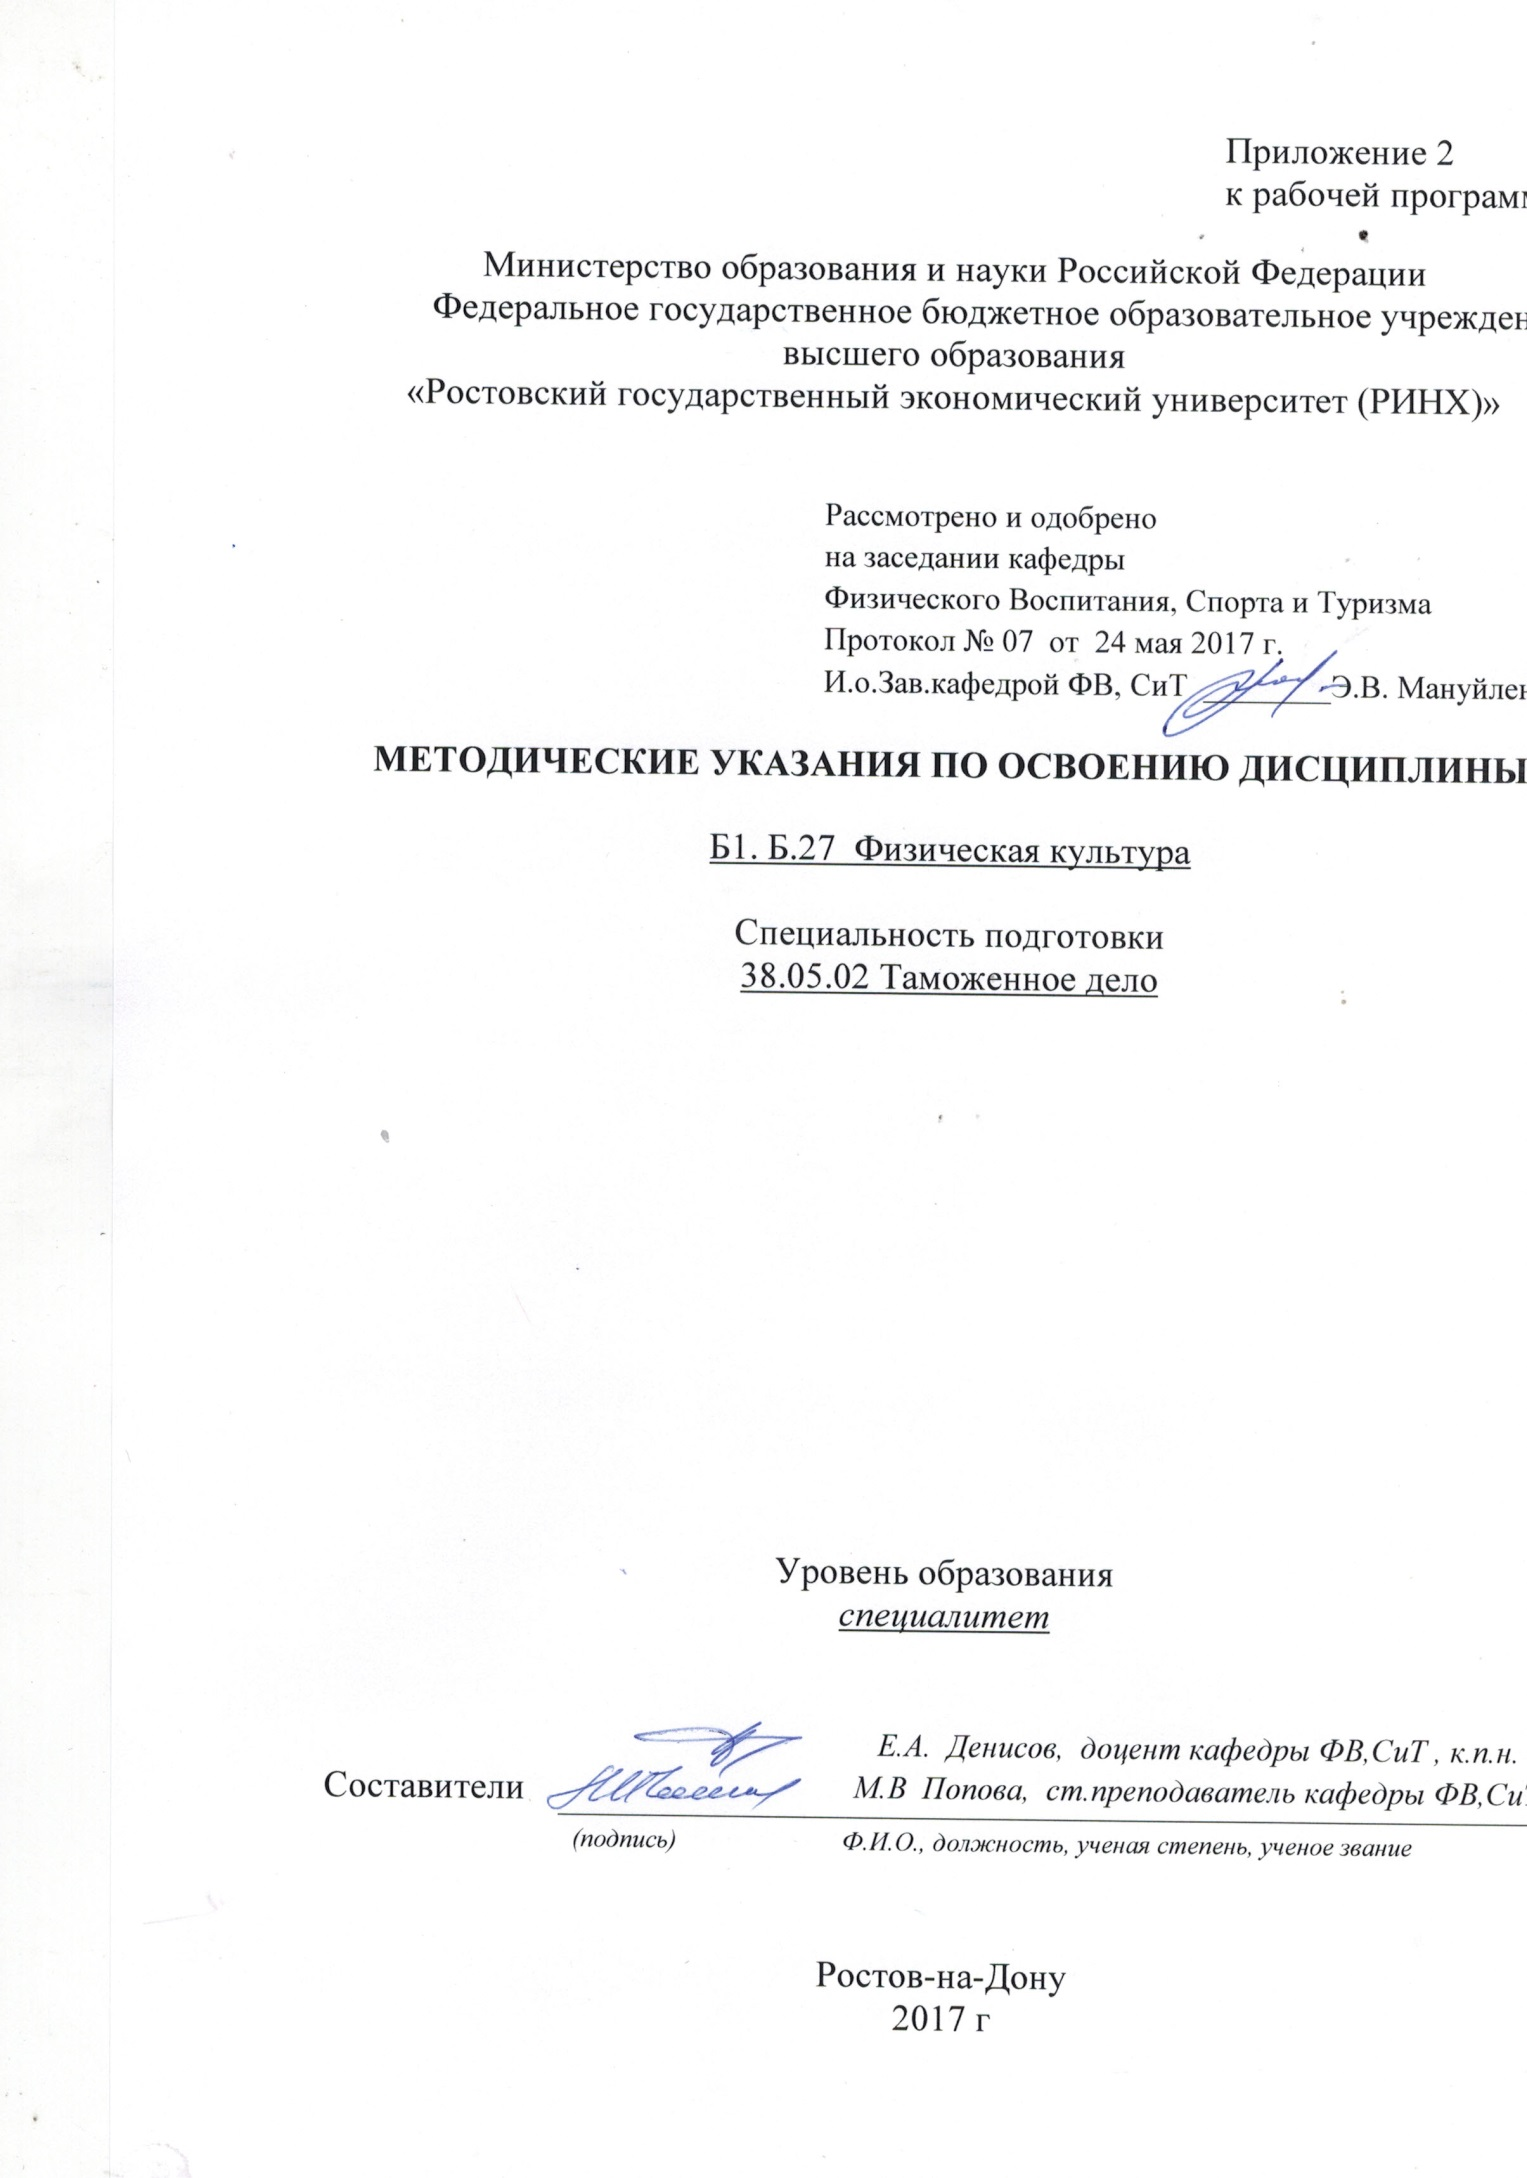 Приложение 2
к рабочей програм
Министерство образования и науки Российской Федерации
Федеральное государственное бюджетное образовательное учрежден
высшего образования
«Ростовский государственный экономический университет (РИНХ)»
Рассмотрено и одобрено
на заседании кафедры
Физического Воспитания, Спорта и Туризма
Протокол № 07 от 24 мая 2017 г.
И.о.Зав.кафедрой ФВ, СиТ ________Э.В. Мануйлен
МЕТОДИЧЕСКИЕ УКАЗАНИЯ ПО ОСВОЕНИЮ ДИСЦИПЛИНЫ
Б1. Б.27 Физическая культура
Специальность подготовки
38.05.02 Таможенное дело
Уровень образования
специалитет
Е.А. Денисов, доцент кафедры ФВ,СиТ , к.п.н.
Составители М.В Попова, ст.преподаватель кафедры ФВ,СиТ
(подпись) Ф.И.О., должность, ученая степень, ученое звание
Ростов-на-Дону
2017 г